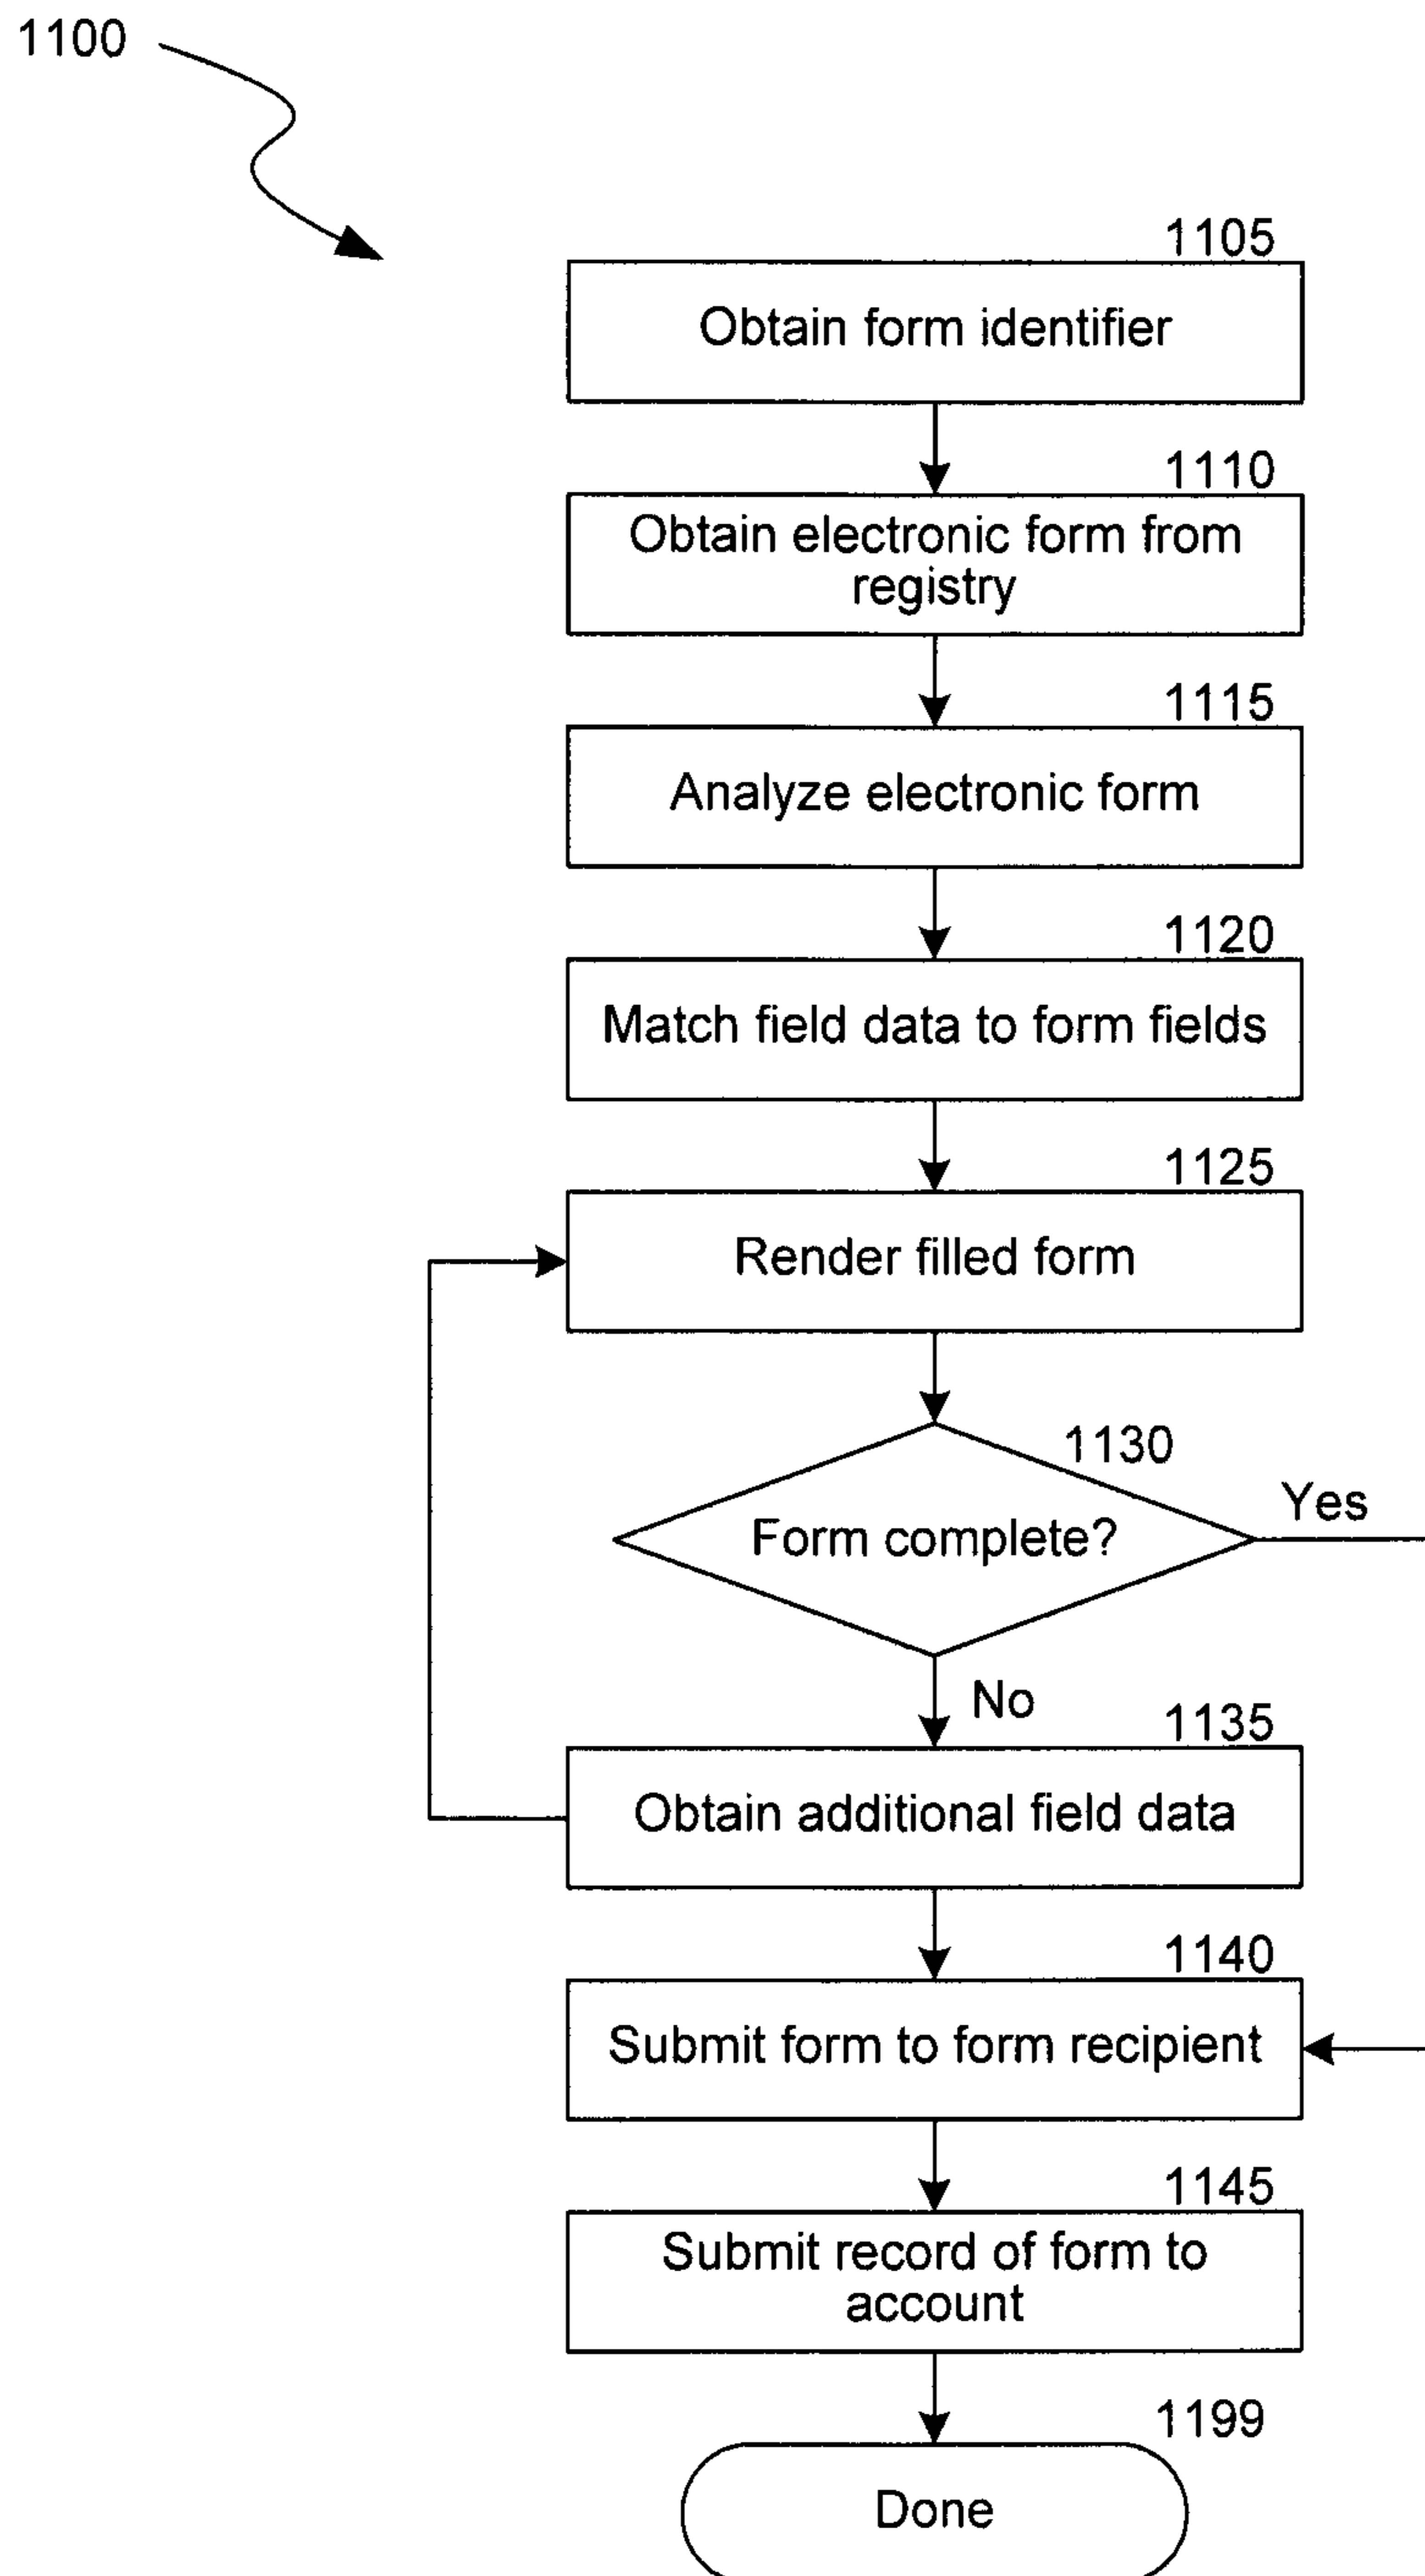 1100
1105
Obtain form identifier
1110
Obtain electronic form from
registry
1115
Analyze electronic form
1120
Match field data to form fields
1125
Render filled form
1130
Form complete?
Yes
No
1135
Obtain additional field data
1140
Submit form to form recipient
1145
Submit record of form to
account
1199
Done